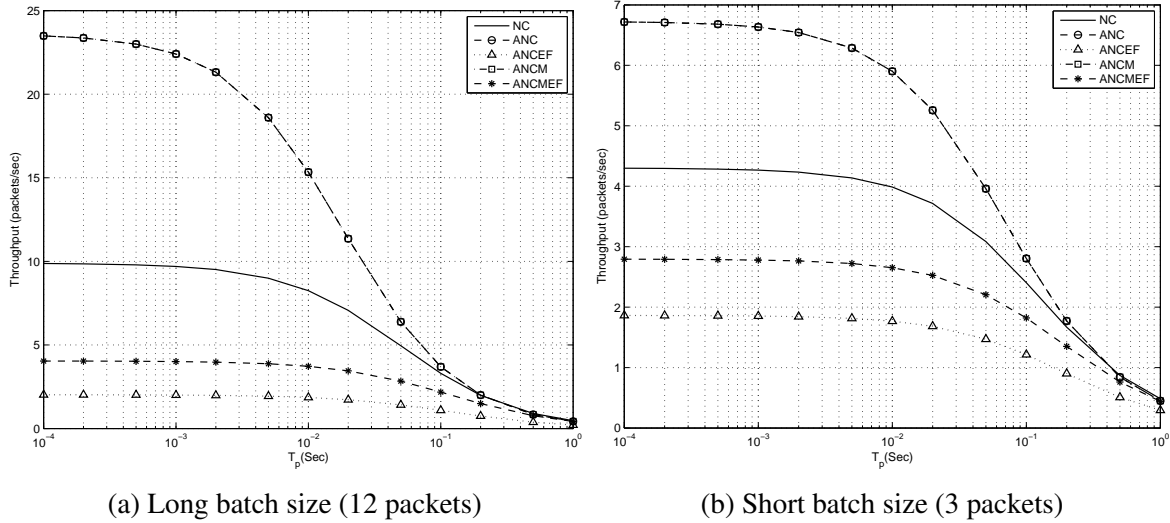 25
20
15
10
5
0
Throughput (packets/sec)
10^-4
10^-3
10^-2
10^-1
10^0
T_p(Sec)
NC
ANC
ANCEF
ANCM
ANCMEF
(a) Long batch size (12 packets)
7
6
5
4
3
2
1
0
Throughput (packets/sec)
10^-4
10^-3
10^-2
10^-1
10^0
T_p(Sec)
NC
ANC
ANCEF
ANCM
ANCMEF
(b) Short batch size (3 packets)